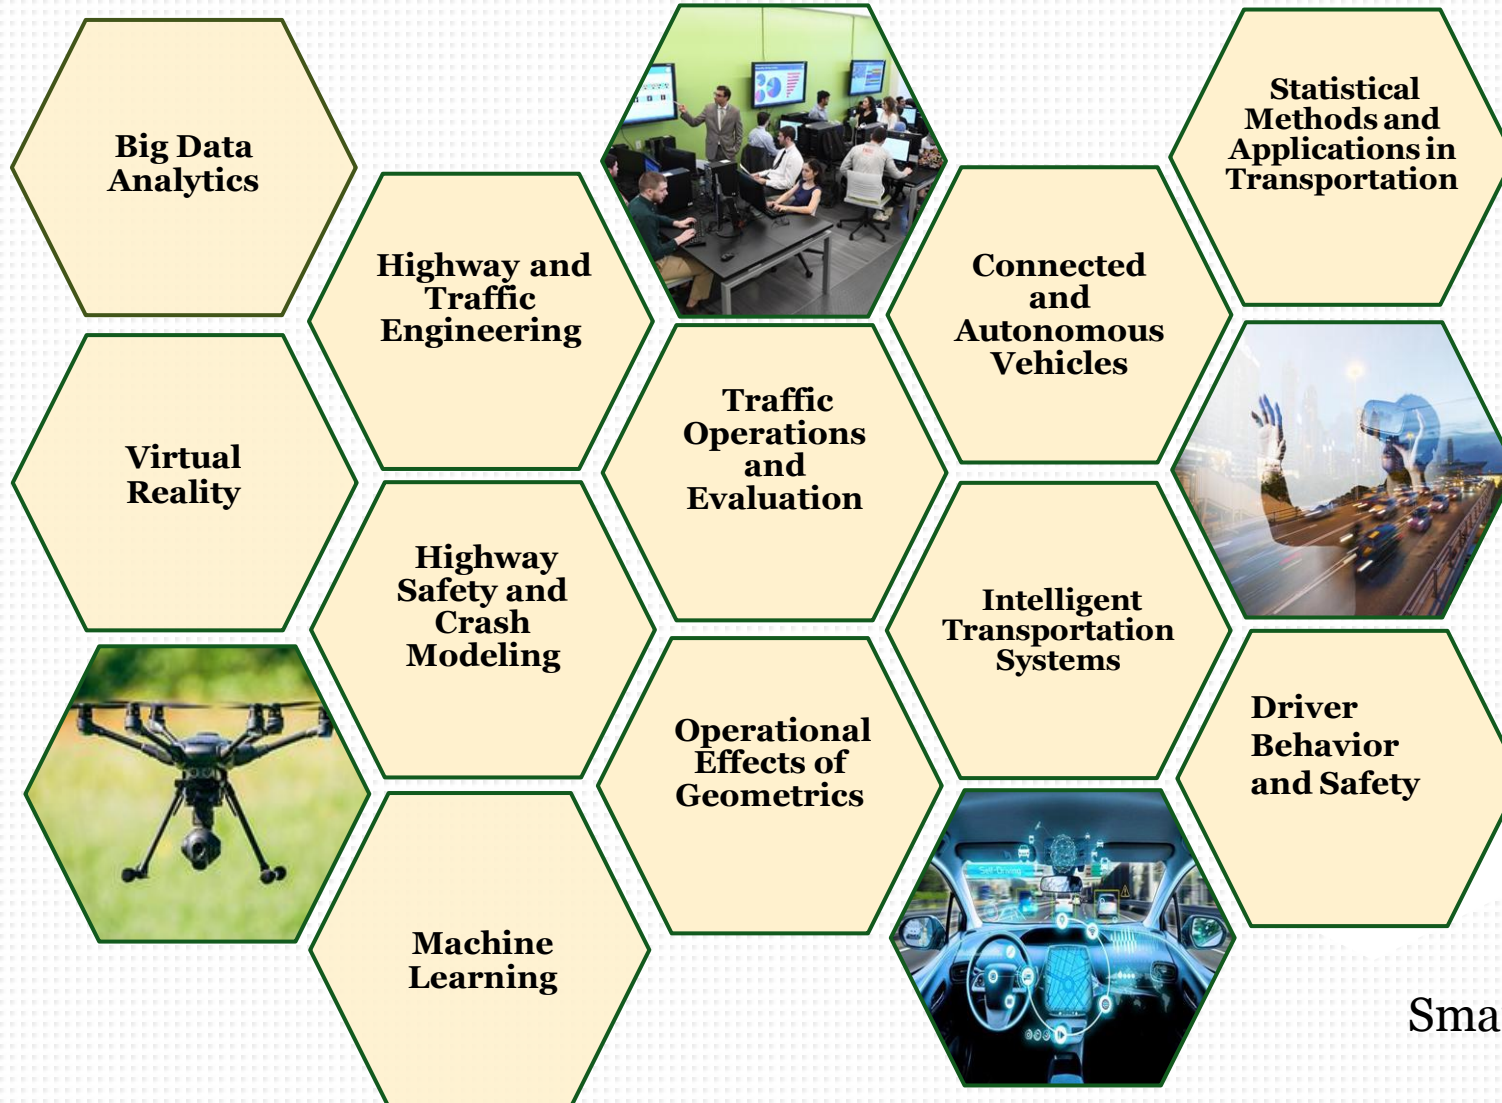 Big Data
Analytics
Statistical
Methods and
Applications in
Transportation
Highway and
Traffic
Engineering
Connected
and
Autonomous
Vehicles
Virtual
Reality
Traffic
Operations
and
Evaluation
Highway
Safety and
Crash
Modeling
Intelligent
Transportation
Systems
Operational
Effects of
Geometrics
Driver
Behavior
and Safety
Self-Driving
Machine
Learning
Sma